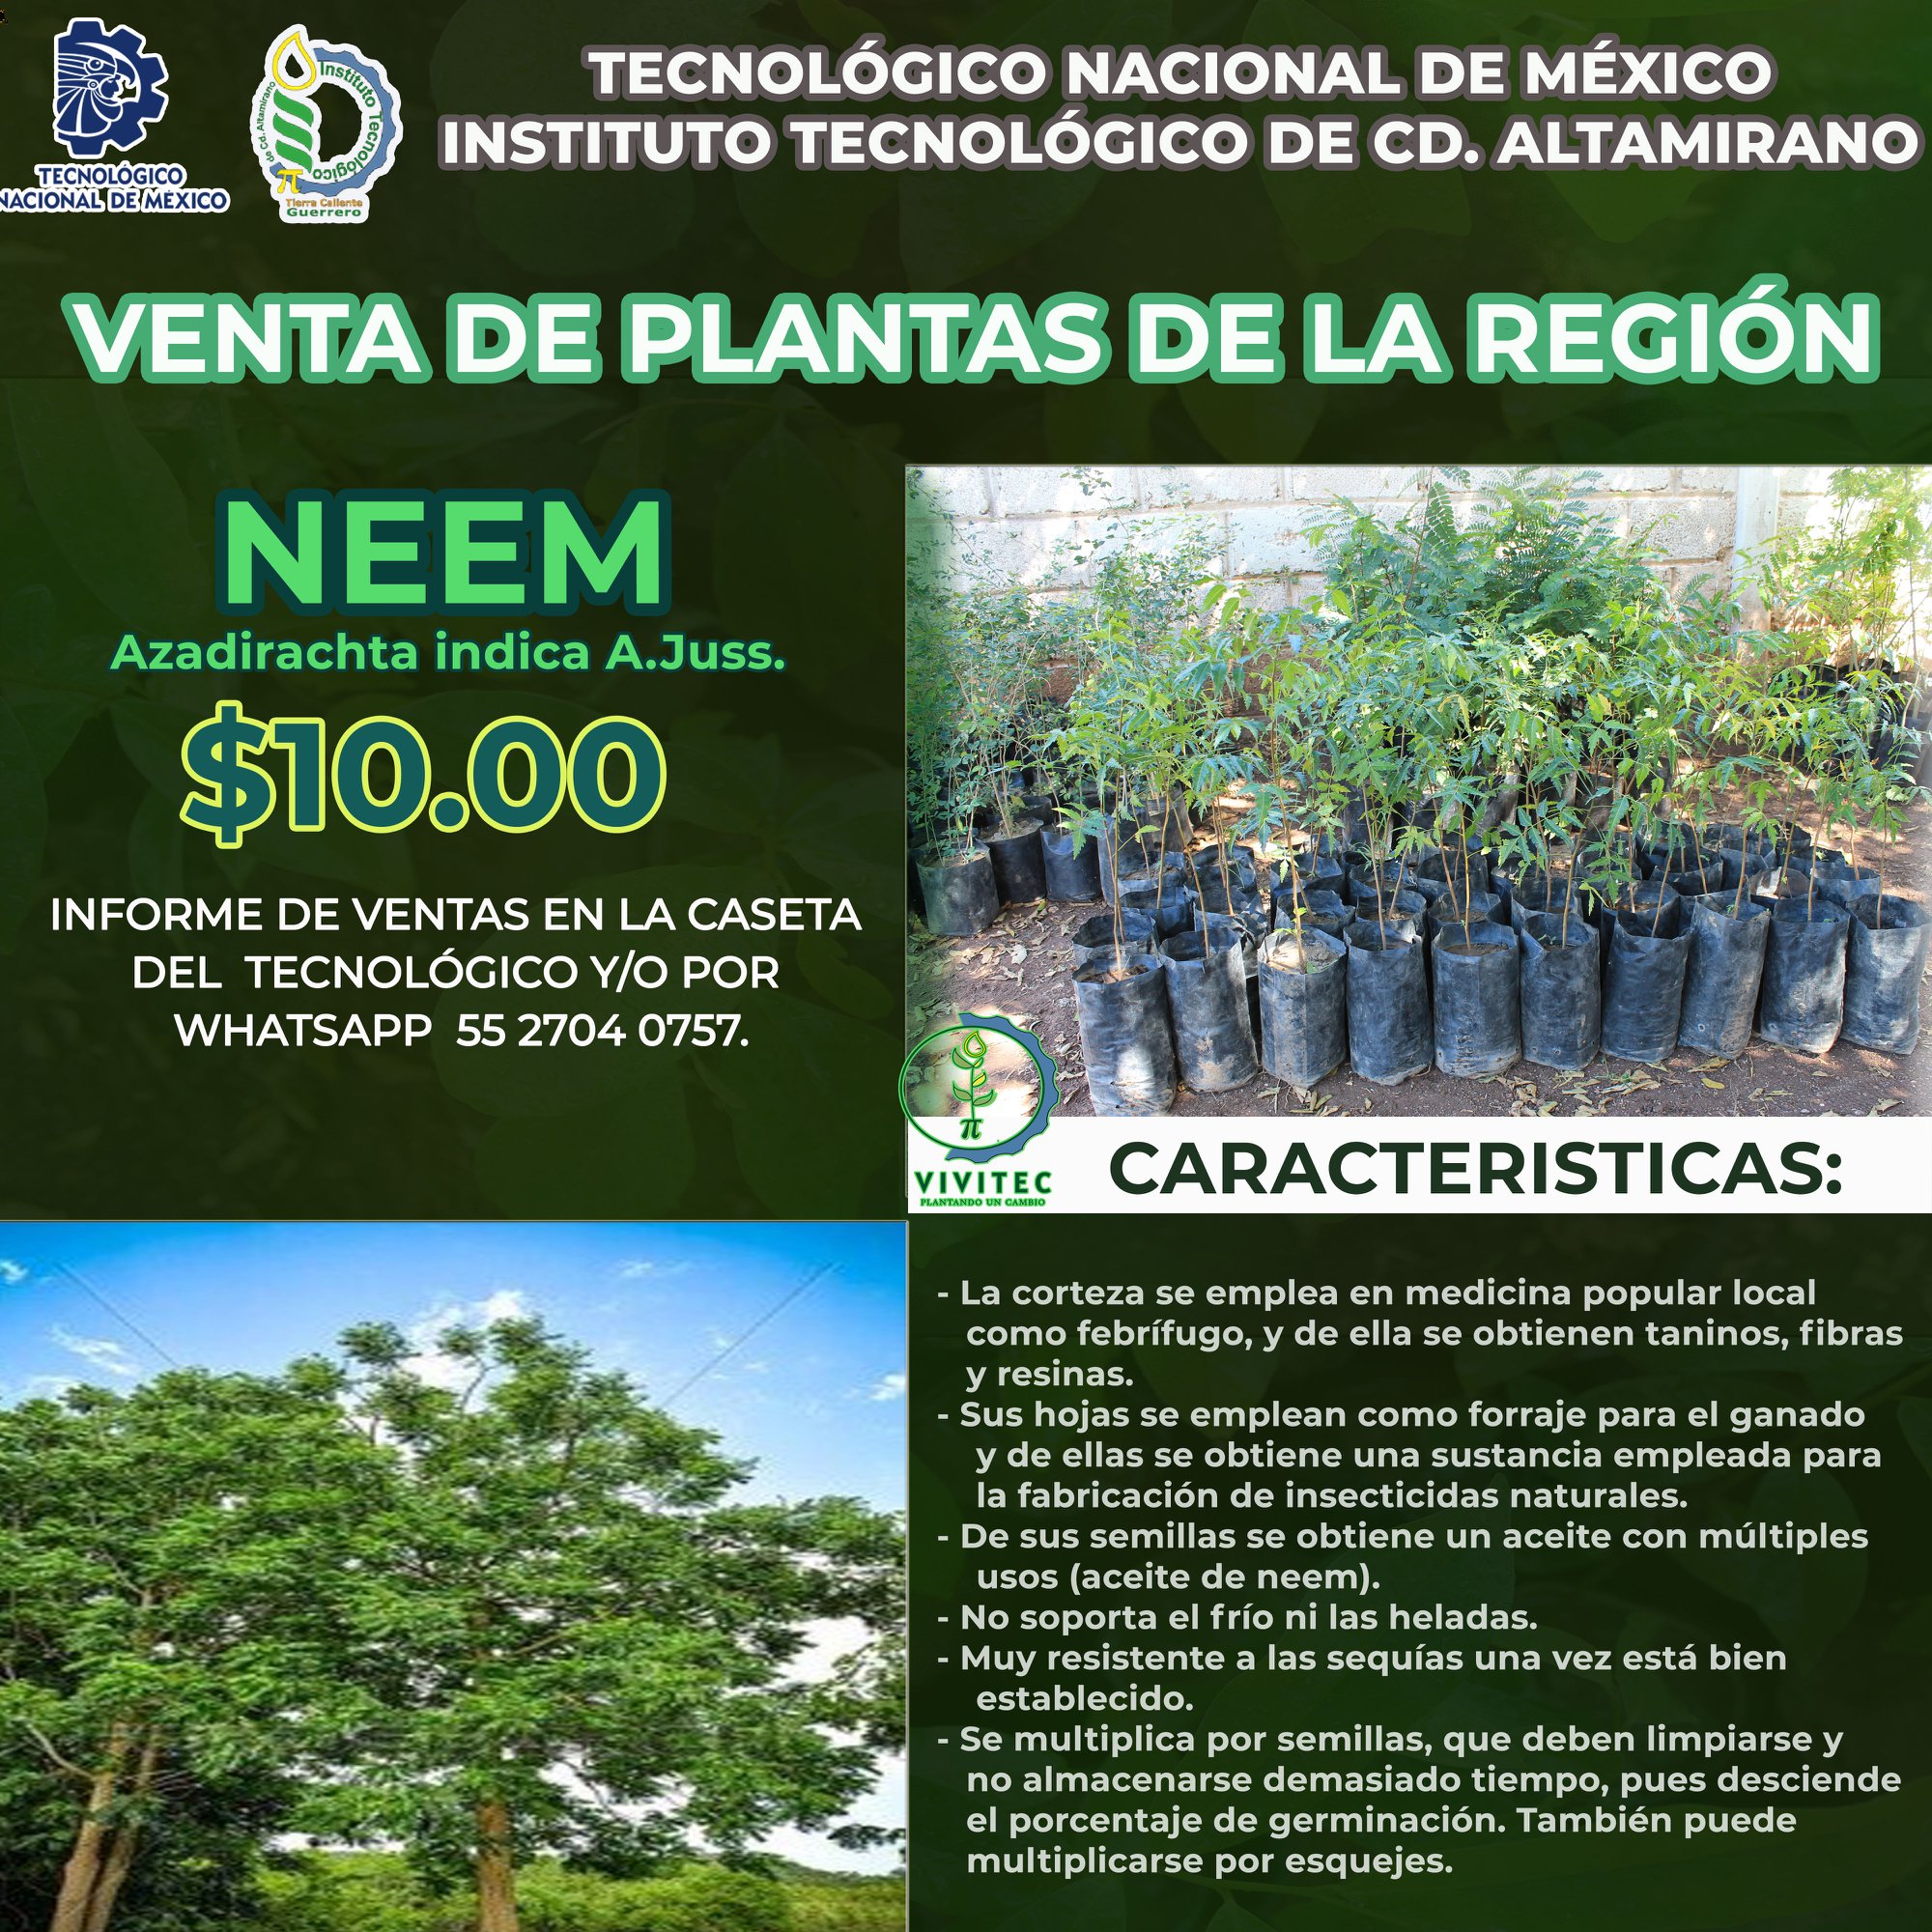 TECNOLÓGICO
NACIONAL DE MÉXICO
Instituto Tecnológico
de Cd. Altamirano
π
Tierra Caliente
Guerrero
TECNOLÓGICO NACIONAL DE MÉXICO
INSTITUTO TECNOLÓGICO DE CD. ALTAMIRANO
VENTA DE PLANTAS DE LA REGIÓN
NEEM
Azadirachta indica A.Juss.
$10.00
INFORME DE VENTAS EN LA CASETA
DEL TECNOLÓGICO Y/O POR
WHATSAPP 55 2704 0757.
π
VIVITEC
PLANTANDO UN CAMBIO
CARACTERISTICAS:
- La corteza se emplea en medicina popular local
como febrífugo, y de ella se obtienen taninos, fibras
y resinas.
- Sus hojas se emplean como forraje para el ganado
y de ellas se obtiene una sustancia empleada para
la fabricación de insecticidas naturales.
- De sus semillas se obtiene un aceite con múltiples
usos (aceite de neem).
- No soporta el frío ni las heladas.
- Muy resistente a las sequías una vez está bien
establecido.
- Se multiplica por semillas, que deben limpiarse y
no almacenarse demasiado tiempo, pues desciende
el porcentaje de germinación. También puede
multiplicarse por esquejes.